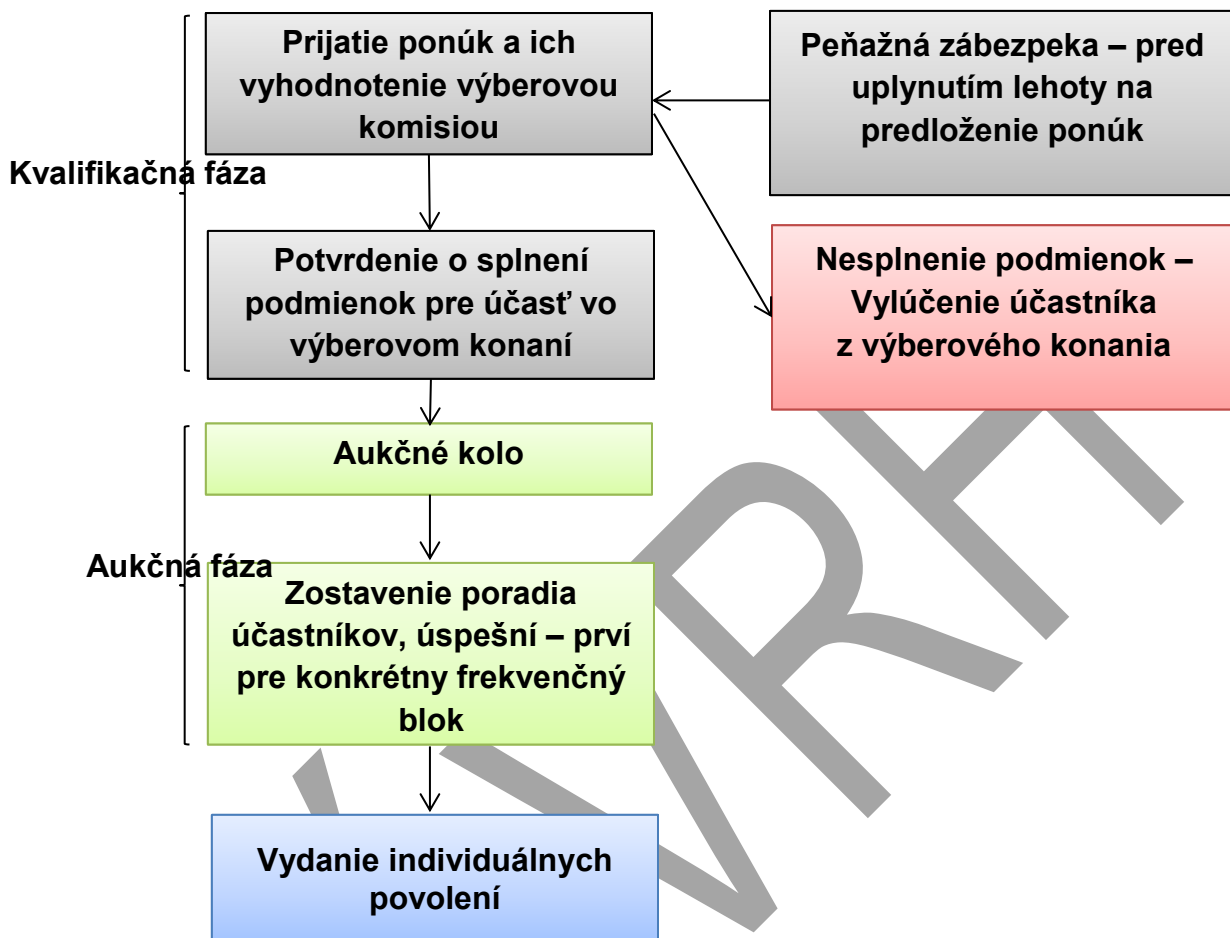 Prijatie ponúk a ich
vyhodnotenie výberovou
komisiou
Peňažná zábezpeka – pred
uplynutím lehoty na
predloženie ponúk
Kvalifikačná fáza
Potvrdenie o splnení
podmienok pre účasť vo
výberovom konaní
Nesplnenie podmienok –
Vylúčenie účastníka
z výberového konania
Aukčné kolo
Aukčná fáza
Zostavenie poradia
účastníkov, úspešní – prví
pre konkrétny frekvenčný
blok
Vydanie individuálnych
povolení